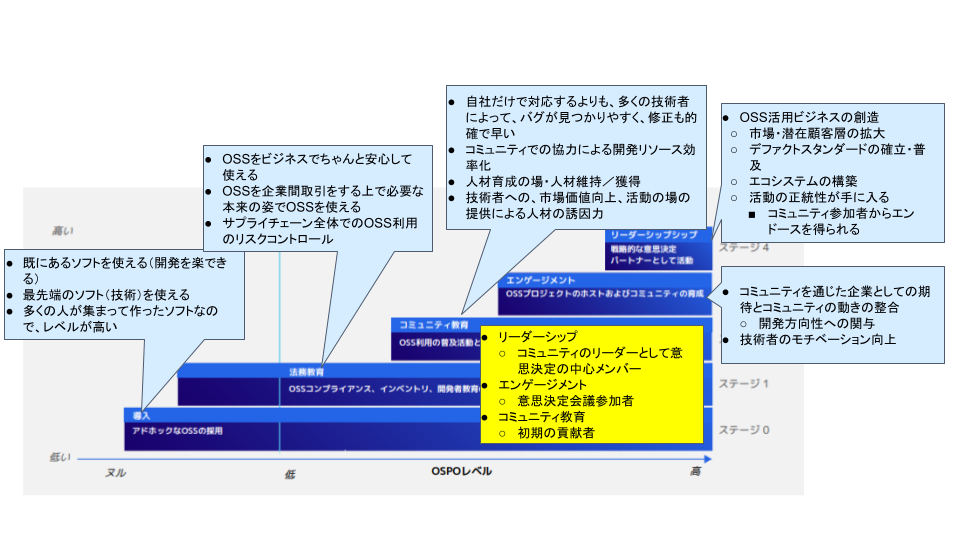 自社だけで対応するよりも、多くの技術者
によって、バグが見つかりやすく、修正も的
確で早い
コミュニティでの協力による開発リソース効
率化
人材育成の場・人材維持／獲得
技術者への、市場価値向上、活動の場の
提供による人材の誘因力
OSS活用ビジネスの創造
市場・潜在顧客層の拡大
デファクトスタンダードの確立・普
及
エコシステムの構築
活動の正統性が手に入る
コミュニティ参加者からエン
ドースを得られる
OSSをビジネスでちゃんと安心して
使える
OSSを企業間取引をする上で必要な
本来の姿でOSSを使える
サプライチェーン全体でのOSS利用
のリスクコントロール
高い
既にあるソフトを使える（開発を楽でき
る）
最先端のソフト（技術）を使える
多くの人が集まって作ったソフトなの
で、レベルが高い
リーダーシップシップ
戦略的な意思決定
パートナーとして活動
ステージ 4
エンゲージメント
OSSプロジェクトのホストおよびコミュニティの育成
コミュニティを通じた企業としての期
待とコミュニティの動きの整合
開発方向性への関与
技術者のモチベーション向上
コミュニティ教育
OSS利用の普及活動と
リーダーシップ
コミュニティのリーダーとして意
思決定の中心メンバー
エンゲージメント
意思決定会議参加者
コミュニティ教育
初期の貢献者
法務教育
OSSコンプライアンス、インベントリ、開発者教育
ステージ 1
導入
アドホックなOSSの採用
ステージ 0
低い
ヌル
低
OSPOレベル
高